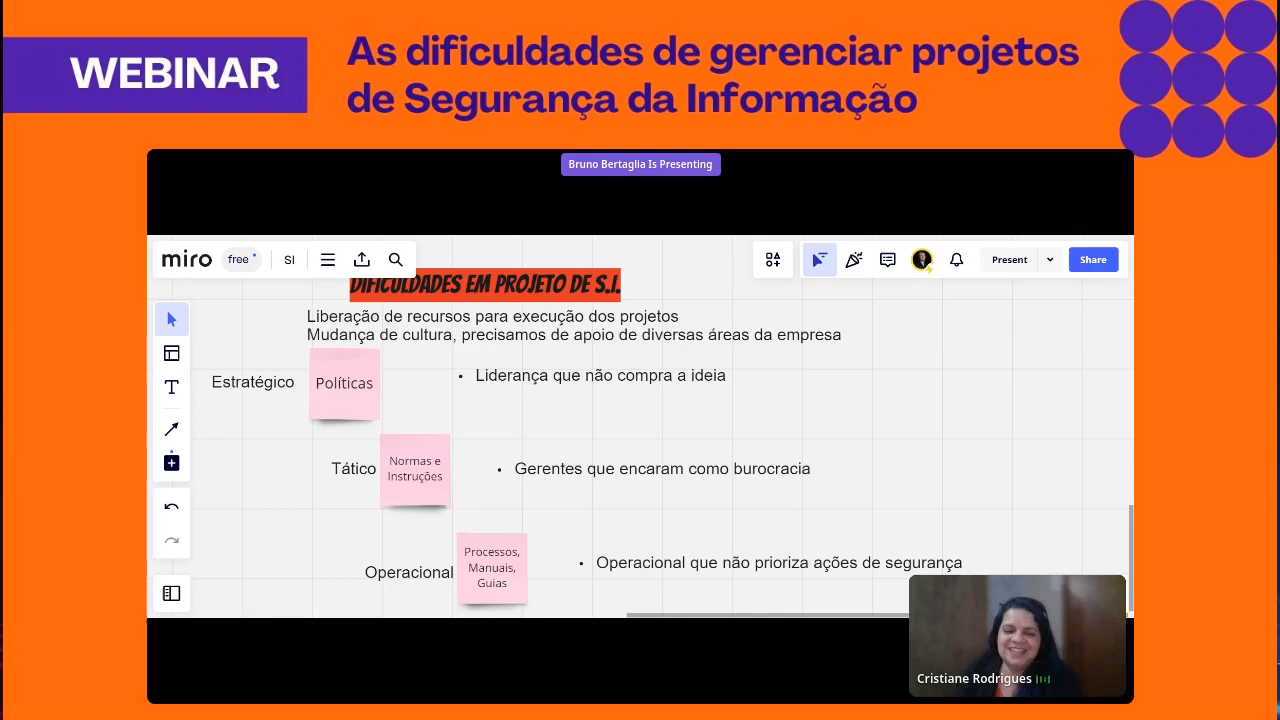 WEBINAR
As dificuldades de gerenciar projetos
de Segurança da Informação
Bruno Bertaglia Is Presenting
miro
free
SI
Present
Share
DIFICULDADES EM PROJETO DE S.I.
Liberação de recursos para execução dos projetos
Mudança de cultura, precisamos de apoio de diversas áreas da empresa
Estratégico
Políticas
• Liderança que não compra a ideia
Tático
Normas e
Instruções
• Gerentes que encaram como burocracia
Operacional
Processos,
Manuais,
Guias
• Operacional que não prioriza ações de segurança
Cristiane Rodrigues